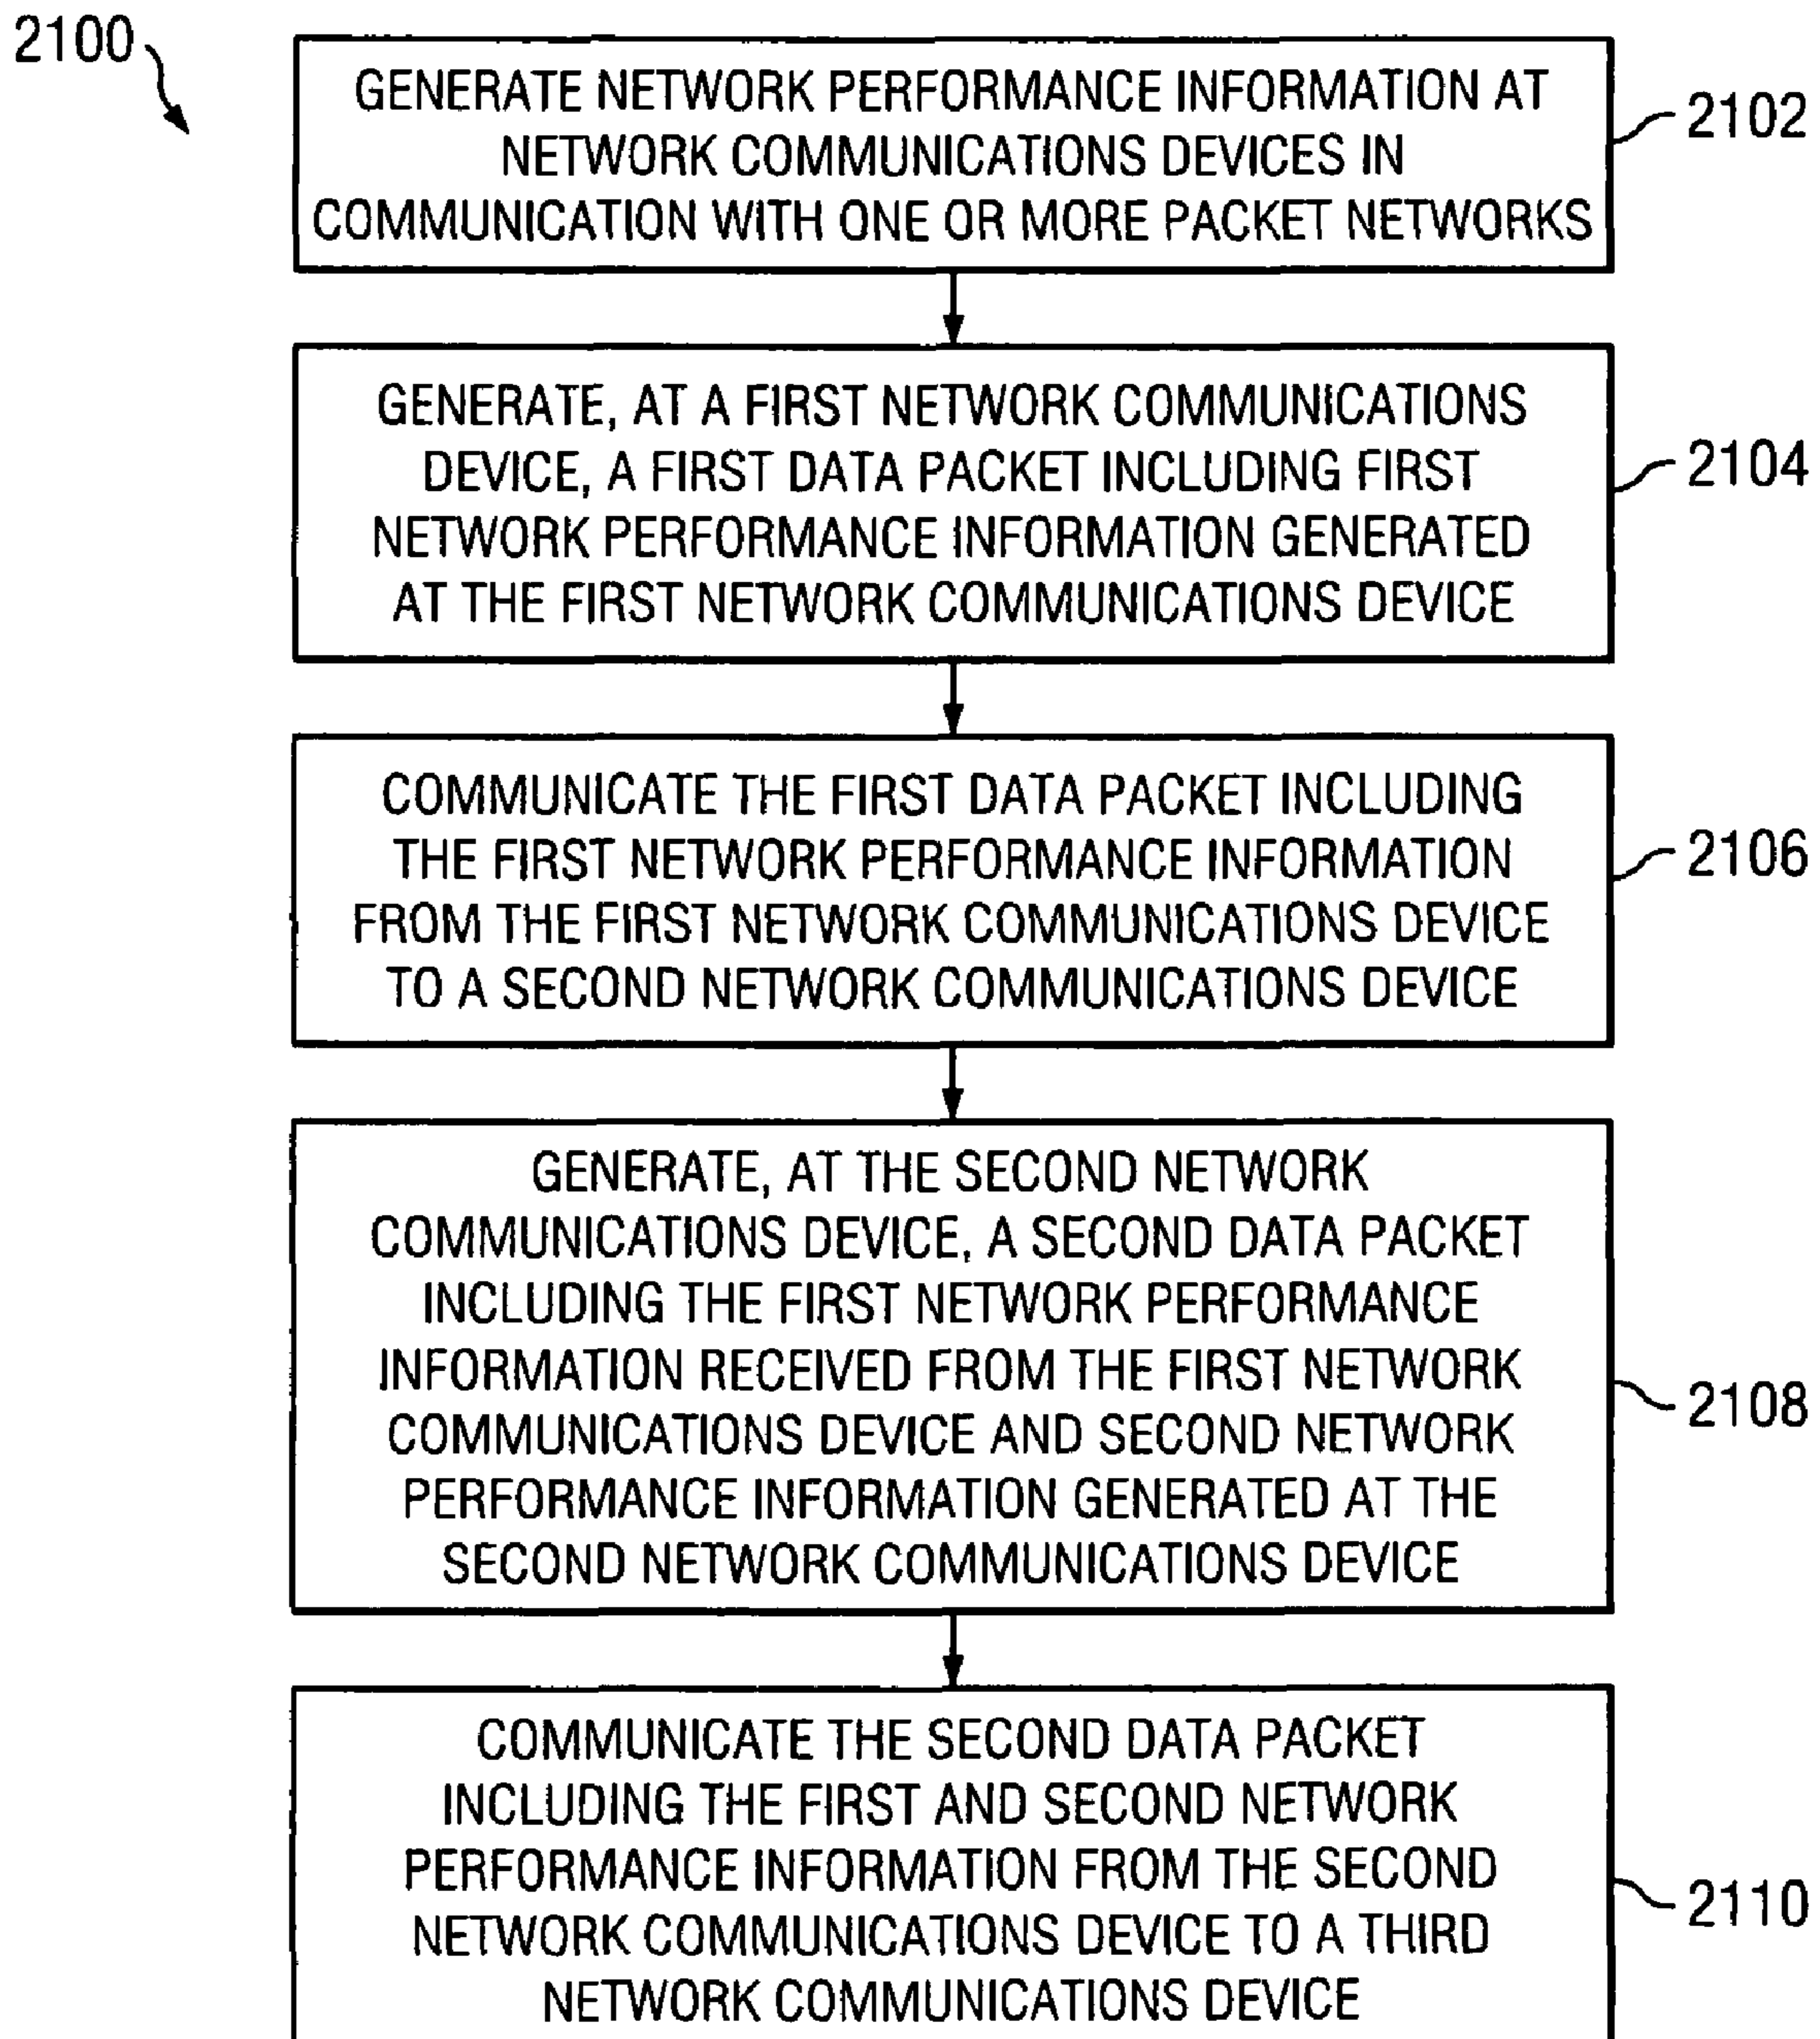 2100
GENERATE NETWORK PERFORMANCE INFORMATION AT
NETWORK COMMUNICATIONS DEVICES IN
COMMUNICATION WITH ONE OR MORE PACKET NETWORKS
2102
GENERATE, AT A FIRST NETWORK COMMUNICATIONS
DEVICE, A FIRST DATA PACKET INCLUDING FIRST
NETWORK PERFORMANCE INFORMATION GENERATED
AT THE FIRST NETWORK COMMUNICATIONS DEVICE
2104
COMMUNICATE THE FIRST DATA PACKET INCLUDING
THE FIRST NETWORK PERFORMANCE INFORMATION
FROM THE FIRST NETWORK COMMUNICATIONS DEVICE
TO A SECOND NETWORK COMMUNICATIONS DEVICE
2106
GENERATE, AT THE SECOND NETWORK
COMMUNICATIONS DEVICE, A SECOND DATA PACKET
INCLUDING THE FIRST NETWORK PERFORMANCE
INFORMATION RECEIVED FROM THE FIRST NETWORK
COMMUNICATIONS DEVICE AND SECOND NETWORK
PERFORMANCE INFORMATION GENERATED AT THE
SECOND NETWORK COMMUNICATIONS DEVICE
2108
COMMUNICATE THE SECOND DATA PACKET
INCLUDING THE FIRST AND SECOND NETWORK
PERFORMANCE INFORMATION FROM THE SECOND
NETWORK COMMUNICATIONS DEVICE TO A THIRD
NETWORK COMMUNICATIONS DEVICE
2110